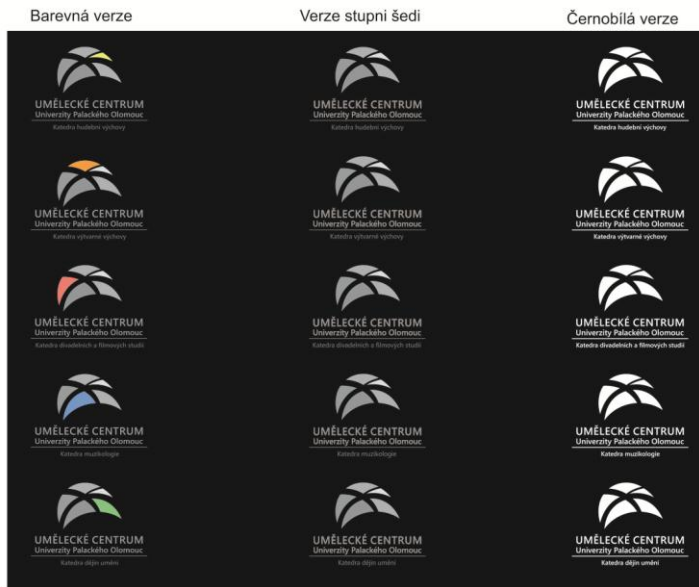 Barevná verze
Verze stupni šedi
Černobílá verze
UMĚLECKÉ CENTRUM
Univerzity Palackého Olomouc
Katedra hudební výchovy
UMĚLECKÉ CENTRUM
Univerzity Palackého Olomouc
Katedra hudební výchovy
UMĚLECKÉ CENTRUM
Univerzity Palackého Olomouc
Katedra hudební výchovy
UMĚLECKÉ CENTRUM
Univerzity Palackého Olomouc
Katedra výtvarné výchovy
UMĚLECKÉ CENTRUM
Univerzity Palackého Olomouc
Katedra výtvarné výchovy
UMĚLECKÉ CENTRUM
Univerzity Palackého Olomouc
Katedra výtvarné výchovy
UMĚLECKÉ CENTRUM
Univerzity Palackého Olomouc
Katedra divadelních a filmových studií
UMĚLECKÉ CENTRUM
Univerzity Palackého Olomouc
Katedra divadelních a filmových studií
UMĚLECKÉ CENTRUM
Univerzity Palackého Olomouc
Katedra divadelních a filmových studií
UMĚLECKÉ CENTRUM
Univerzity Palackého Olomouc
Katedra muzikologie
UMĚLECKÉ CENTRUM
Univerzity Palackého Olomouc
Katedra muzikologie
UMĚLECKÉ CENTRUM
Univerzity Palackého Olomouc
Katedra muzikologie
UMĚLECKÉ CENTRUM
Univerzity Palackého Olomouc
Katedra dějin umění
UMĚLECKÉ CENTRUM
Univerzity Palackého Olomouc
Katedra dějin umění
UMĚLECKÉ CENTRUM
Univerzity Palackého Olomouc
Katedra dějin umění